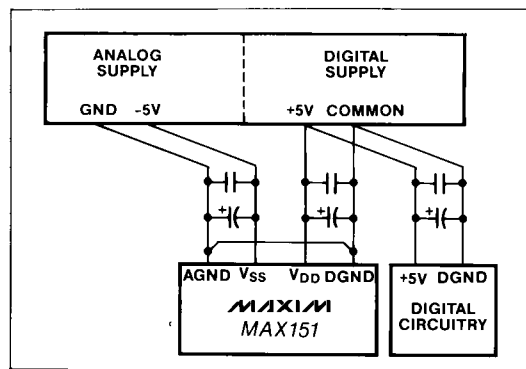 ANALOG SUPPLY
DIGITAL SUPPLY
GND -5V
+5V COMMON
+
+
+
AGND VSS VDD DGND
MAXIM
MAX151
+5V DGND
DIGITAL CIRCUITRY